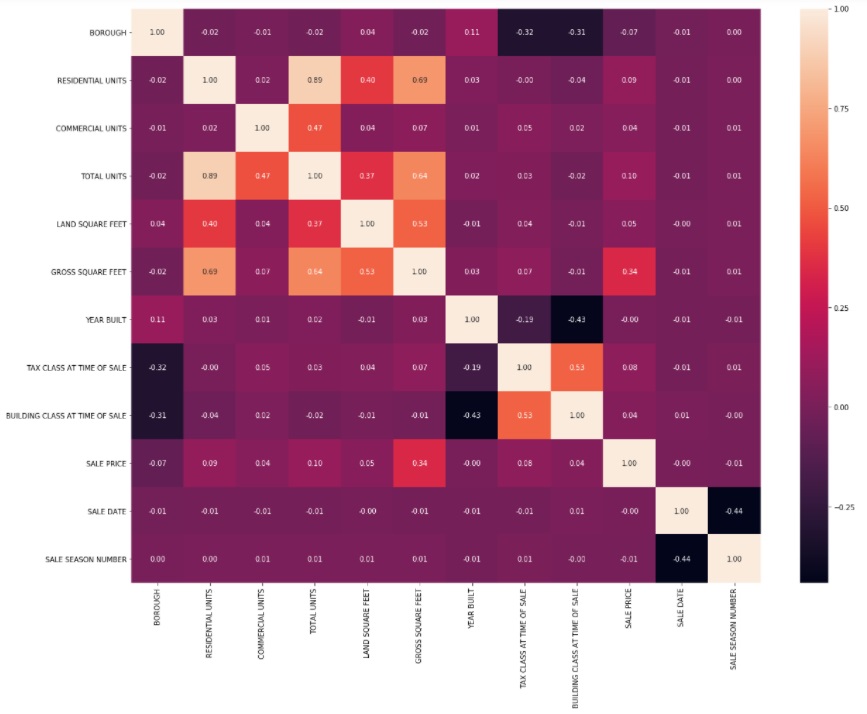 BOROUGH 1.00 -0.02 -0.01 -0.02 0.04 -0.02 0.11 -0.32 -0.31 -0.07 -0.01 0.00
RESIDENTIAL UNITS -0.02 1.00 0.02 0.89 0.40 0.69 0.03 -0.00 -0.04 0.09 -0.01 0.00
COMMERCIAL UNITS -0.01 0.02 1.00 0.47 0.04 0.07 0.01 0.05 0.02 0.04 -0.01 0.01
TOTAL UNITS -0.02 0.89 0.47 1.00 0.37 0.64 0.02 0.03 -0.02 0.10 -0.01 0.01
LAND SQUARE FEET 0.04 0.40 0.04 0.37 1.00 0.53 -0.01 0.04 -0.01 0.05 -0.00 0.01
GROSS SQUARE FEET -0.02 0.69 0.07 0.64 0.53 1.00 0.03 0.07 -0.01 0.34 -0.01 0.01
YEAR BUILT 0.11 0.03 0.01 0.02 -0.01 0.03 1.00 -0.19 -0.43 -0.00 -0.01 -0.01
TAX CLASS AT TIME OF SALE -0.32 -0.00 0.05 0.03 0.04 0.07 -0.19 1.00 0.53 0.08 -0.01 0.01
BUILDING CLASS AT TIME OF SALE -0.31 -0.04 0.02 -0.02 -0.01 -0.01 -0.43 0.53 1.00 0.04 0.01 -0.00
SALE PRICE -0.07 0.09 0.04 0.10 0.05 0.34 -0.00 0.08 0.04 1.00 -0.00 -0.01
SALE DATE -0.01 -0.01 -0.01 -0.01 -0.00 -0.01 -0.01 -0.01 0.01 -0.00 1.00 -0.44
SALE SEASON NUMBER 0.00 0.00 0.01 0.01 0.01 0.01 -0.01 0.01 -0.00 -0.01 -0.44 1.00
BOROUGH
RESIDENTIAL UNITS
COMMERCIAL UNITS
TOTAL UNITS
LAND SQUARE FEET
GROSS SQUARE FEET
YEAR BUILT
TAX CLASS AT TIME OF SALE
BUILDING CLASS AT TIME OF SALE
SALE PRICE
SALE DATE
SALE SEASON NUMBER
1.00
0.75
0.50
0.25
0.00
-0.25